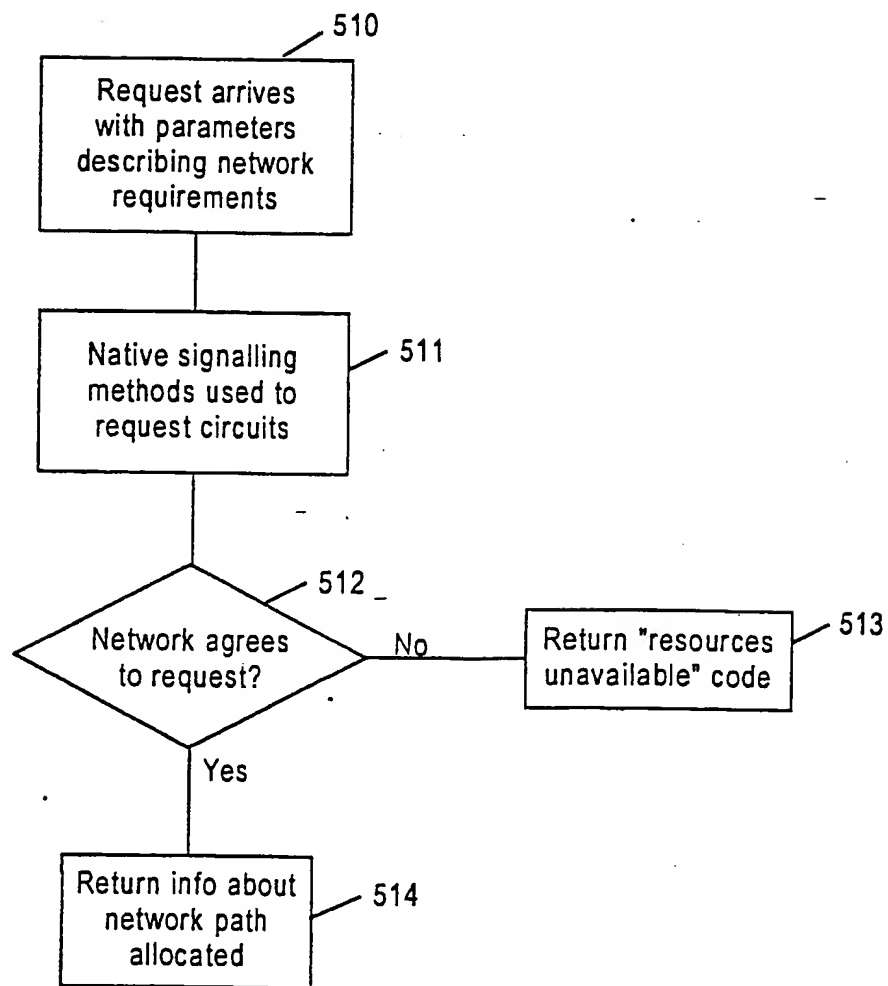 510
Request arrives
with parameters
describing network
requirements
511
Native signalling
methods used to
request circuits
512
Network agrees
to request?
No
513
Return "resources
unavailable" code
Yes
514
Return info about
network path
allocated